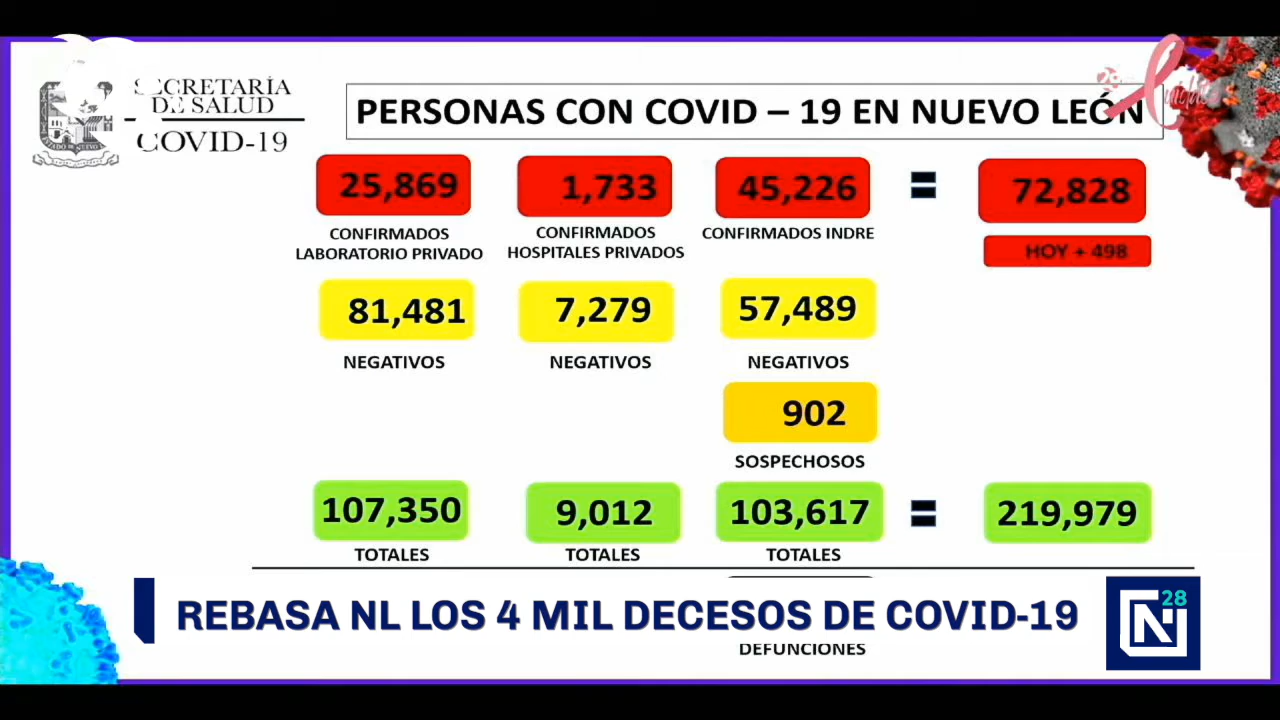 SECRETARÍA
DE SALUD
COVID-19
PERSONAS CON COVID – 19 EN NUEVO LEÓN
25,869 1,733 45,226 = 72,828
CONFIRMADOS
LABORATORIO PRIVADO
CONFIRMADOS
HOSPITALES PRIVADOS
CONFIRMADOS INDRE
HOY + 498
81,481 7,279 57,489
NEGATIVOS NEGATIVOS NEGATIVOS
902
SOSPECHOSOS
107,350 9,012 103,617 = 219,979
TOTALES TOTALES TOTALES
REBASA NL LOS 4 MIL DECESOS DE COVID-19
N 28
DEFUNCIONES